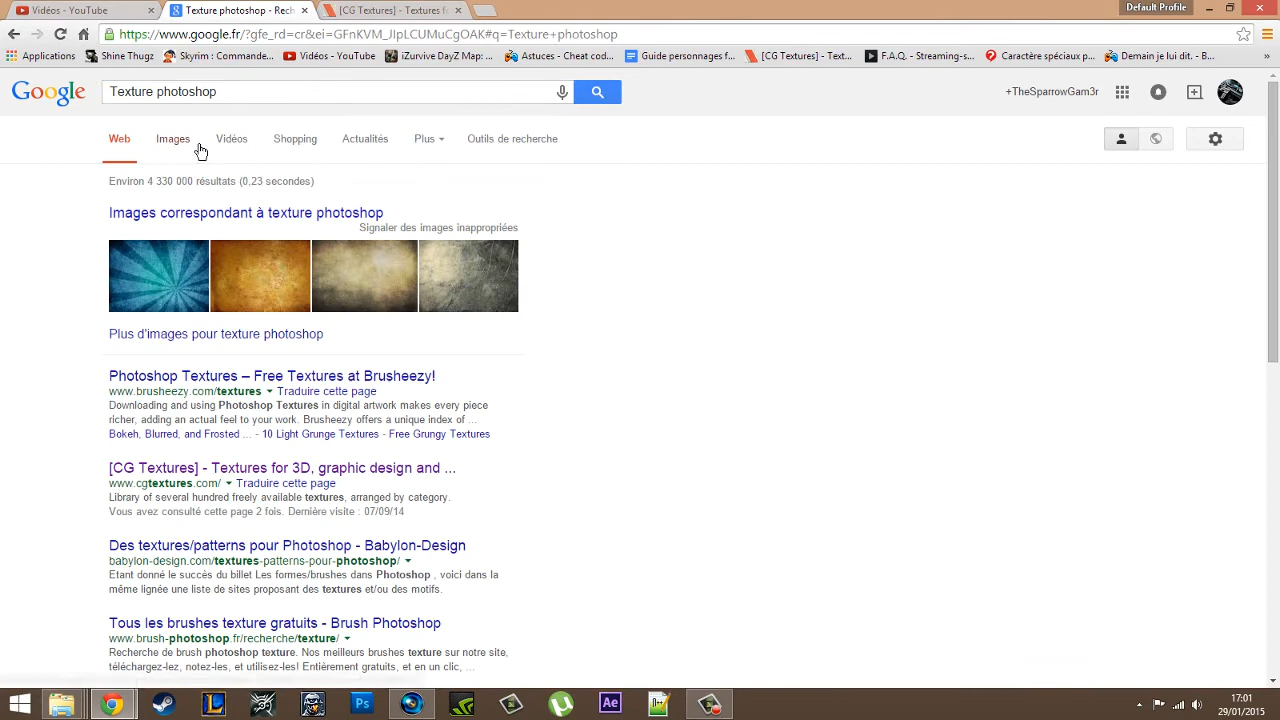 Vidéos - YouTube
Texture photoshop - Rech
[CG Textures] - Textures fo
Default Profile
https://www.google.fr/?gfe_rd=cr&ei=GFnKVM_JIpLCUMuCgOAK#q=Texture+photoshop
Applications
Shine Thugz
Skyrim : Commande...
Vidéos - YouTube
iZurvive DayZ Map: ...
Astuces - Cheat cod...
Guide personnages f...
[CG Textures] - Text...
F.A.Q. - Streaming-s...
Caractère spéciaux ...
Demain je lui dit. - B...
Google
Texture photoshop
+TheSparrowGam3r
Web
Images
Vidéos
Shopping
Actualités
Plus
Outils de recherche
Environ 4 330 000 résultats (0,23 secondes)
Images correspondant à texture photoshop
Signaler des images inappropriées
Plus d'images pour texture photoshop
Photoshop Textures – Free Textures at Brusheezy!
www.brusheezy.com/textures Traduire cette page
Downloading and using Photoshop Textures in digital artwork makes every piece
richer, adding an actual feel to your work. Brusheezy offers a unique index of ...
Bokeh, Blurred, and Frosted ... - 10 Light Grunge Textures - Free Grungy Textures
[CG Textures] - Textures for 3D, graphic design and ...
www.cgtextures.com/ Traduire cette page
Library of several hundred freely available textures, arranged by category.
Vous avez consulté cette page 2 fois. Dernière visite : 07/09/14
Des textures/patterns pour Photoshop - Babylon-Design
babylon-design.com/textures-patterns-pour-photoshop/
Etant donné le succès du billet Les formes/brushes dans Photoshop , voici dans la
même lignée une liste de sites proposant des textures et/ou des motifs.
Tous les brushes texture gratuits - Brush Photoshop
www.brush-photoshop.fr/recherche/texture/
Recherche de brush photoshop texture. Nos meilleurs brushes texture sur notre site,
téléchargez-les, notez-les, et utilisez-les! Entièrement gratuits, et en un clic, ...
Ps
Ae
17:01
29/01/2015